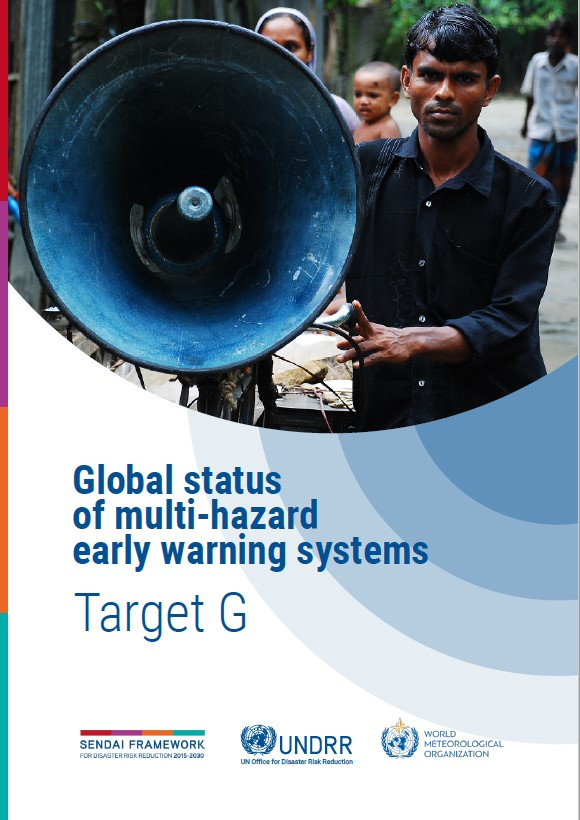 Global status
of multi-hazard
early warning systems
Target G
SENDAI FRAMEWORK
FOR DISASTER RISK REDUCTION 2015-2030
UNDRR
UN Office for Disaster Risk Reduction
WORLD
METEOROLOGICAL
ORGANIZATION